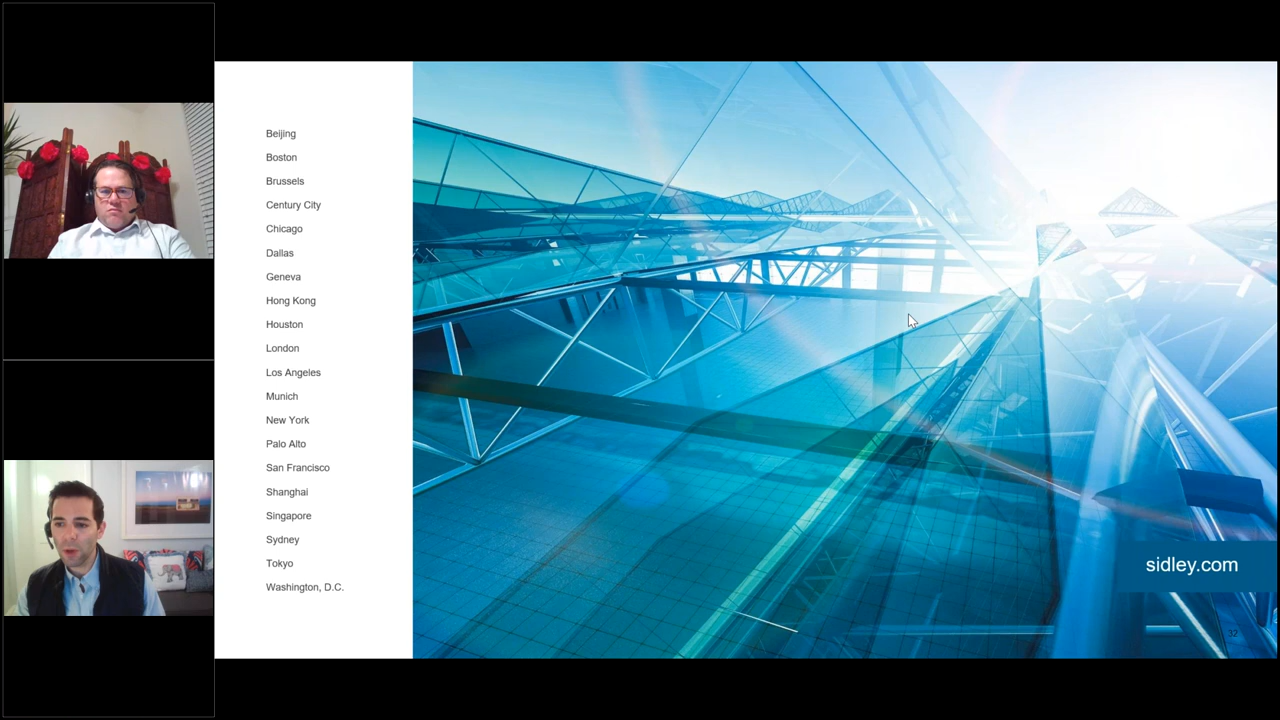 Beijing
Boston
Brussels
Century City
Chicago
Dallas
Geneva
Hong Kong
Houston
London
Los Angeles
Munich
New York
Palo Alto
San Francisco
Shanghai
Singapore
Sydney
Tokyo
Washington, D.C.
sidley.com
32